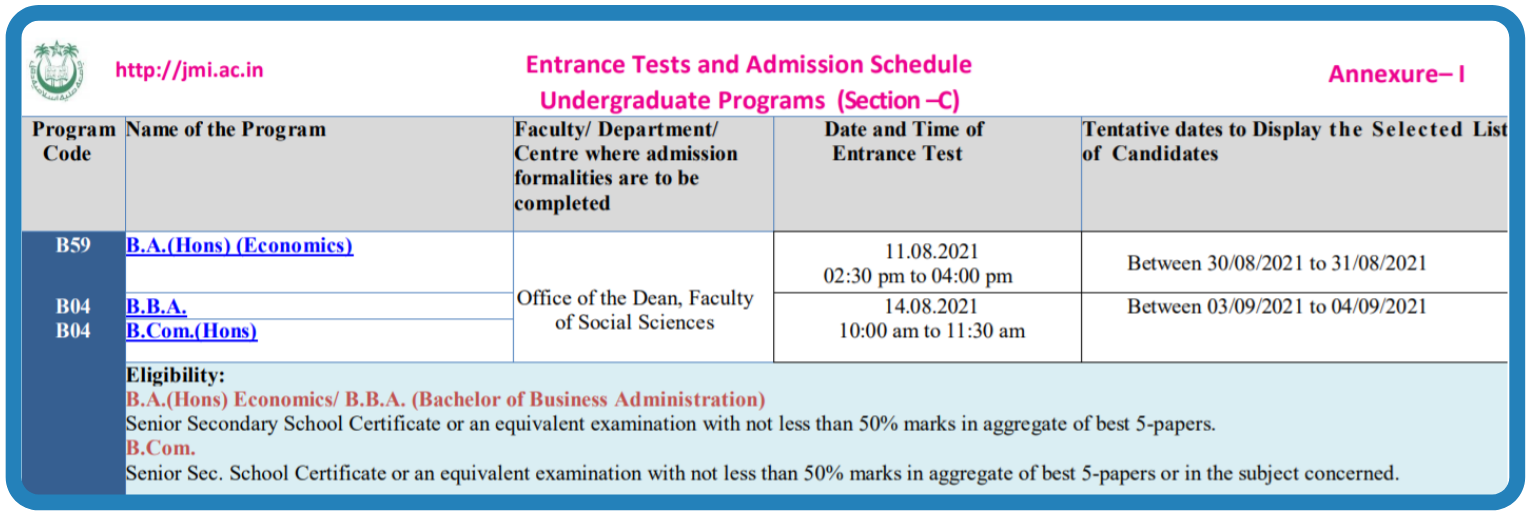 http://jmi.ac.in
Entrance Tests and Admission Schedule
Undergraduate Programs (Section –C)
Annexure– I
Program Code
Name of the Program
Faculty/ Department/ Centre where admission formalities are to be completed
Date and Time of Entrance Test
Tentative dates to Display the Selected List of Candidates
B59
B.A.(Hons) (Economics)
Office of the Dean, Faculty of Social Sciences
11.08.2021
02:30 pm to 04:00 pm
Between 30/08/2021 to 31/08/2021
B04
B.B.A.
14.08.2021
10:00 am to 11:30 am
Between 03/09/2021 to 04/09/2021
B04
B.Com.(Hons)
Eligibility:
B.A.(Hons) Economics/ B.B.A. (Bachelor of Business Administration)
Senior Secondary School Certificate or an equivalent examination with not less than 50% marks in aggregate of best 5-papers.
B.Com.
Senior Sec. School Certificate or an equivalent examination with not less than 50% marks in aggregate of best 5-papers or in the subject concerned.